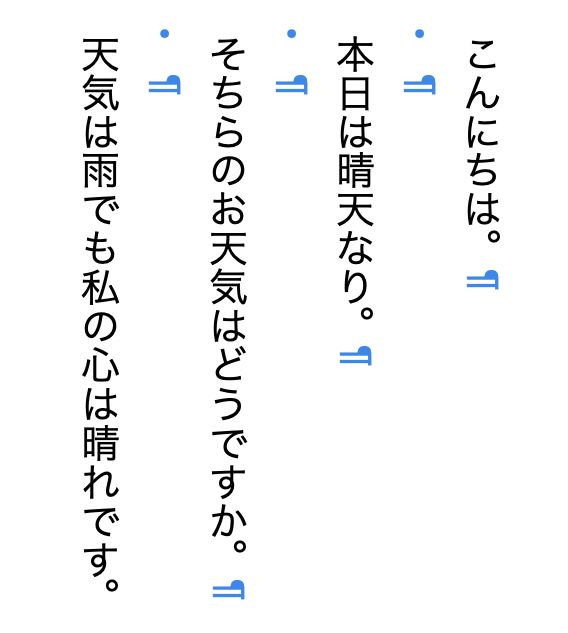 こんにちは。
本日は晴天なり。
そちらのお天気はどうですか。
天気は雨でも私の心は晴れです。